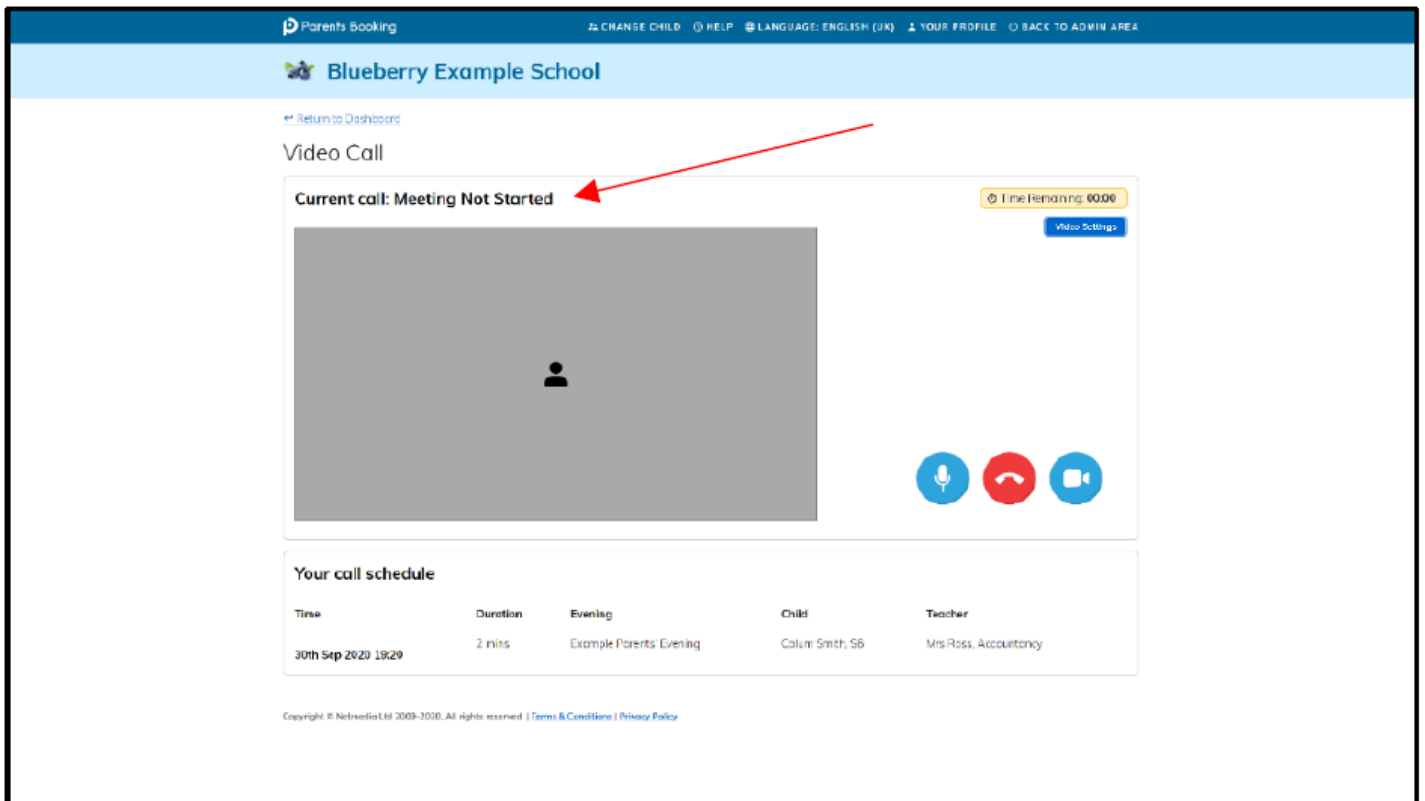 Parents Booking
CHANGE CHILD HELP LANGUAGE: ENGLISH (UK) YOUR PROFILE BACK TO ADMIN AREA
Blueberry Example School
Return to Dashboard
Video Call
Current call: Meeting Not Started
Time Remaining: 00:00
Video Settings
Your call schedule
Time Duration Evening Child Teacher
30th Sep 2020 19:20 2 mins Example Parents' Evening Calum Smith, S6 Mrs Ross, Accountancy
Copyright © Netmedia Ltd 2009-2020. All rights reserved. | Terms & Conditions | Privacy Policy